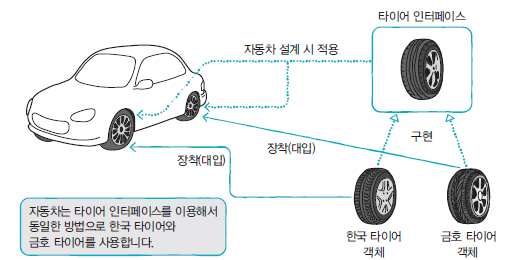 타이어 인터페이스
자동차 설계 시 적용
구현
장착(대입)
장착(대입)
자동차는 타이어 인터페이스를 이용해서
동일한 방법으로 한국 타이어와
금호 타이어를 사용합니다.
한국 타이어
객체
금호 타이어
객체